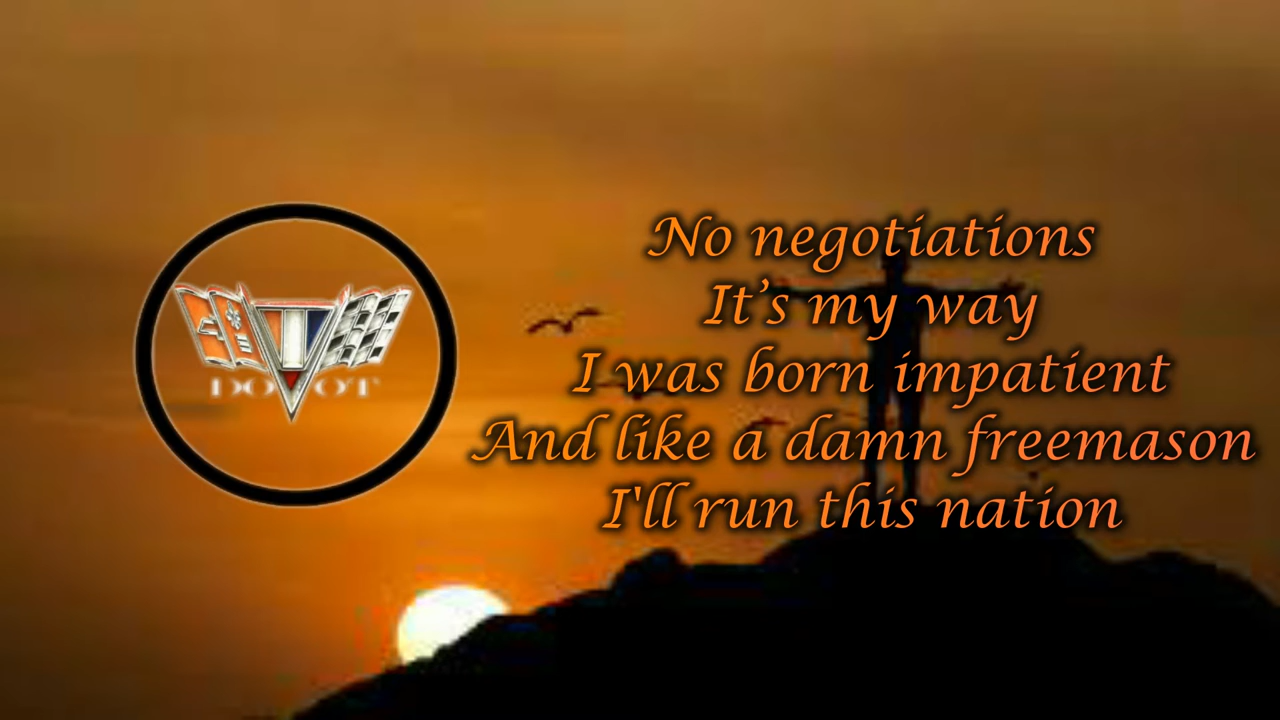 No negotiations
It’s my way
I was born impatient
And like a damn freemason
I'll run this nation